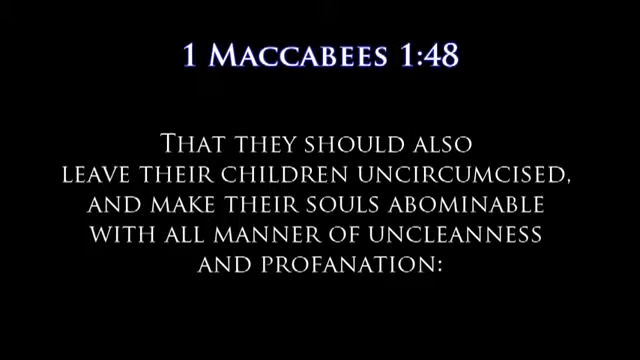 1 Maccabees 1:48
That they should also
leave their children uncircumcised,
and make their souls abominable
with all manner of uncleanness
and profanation: